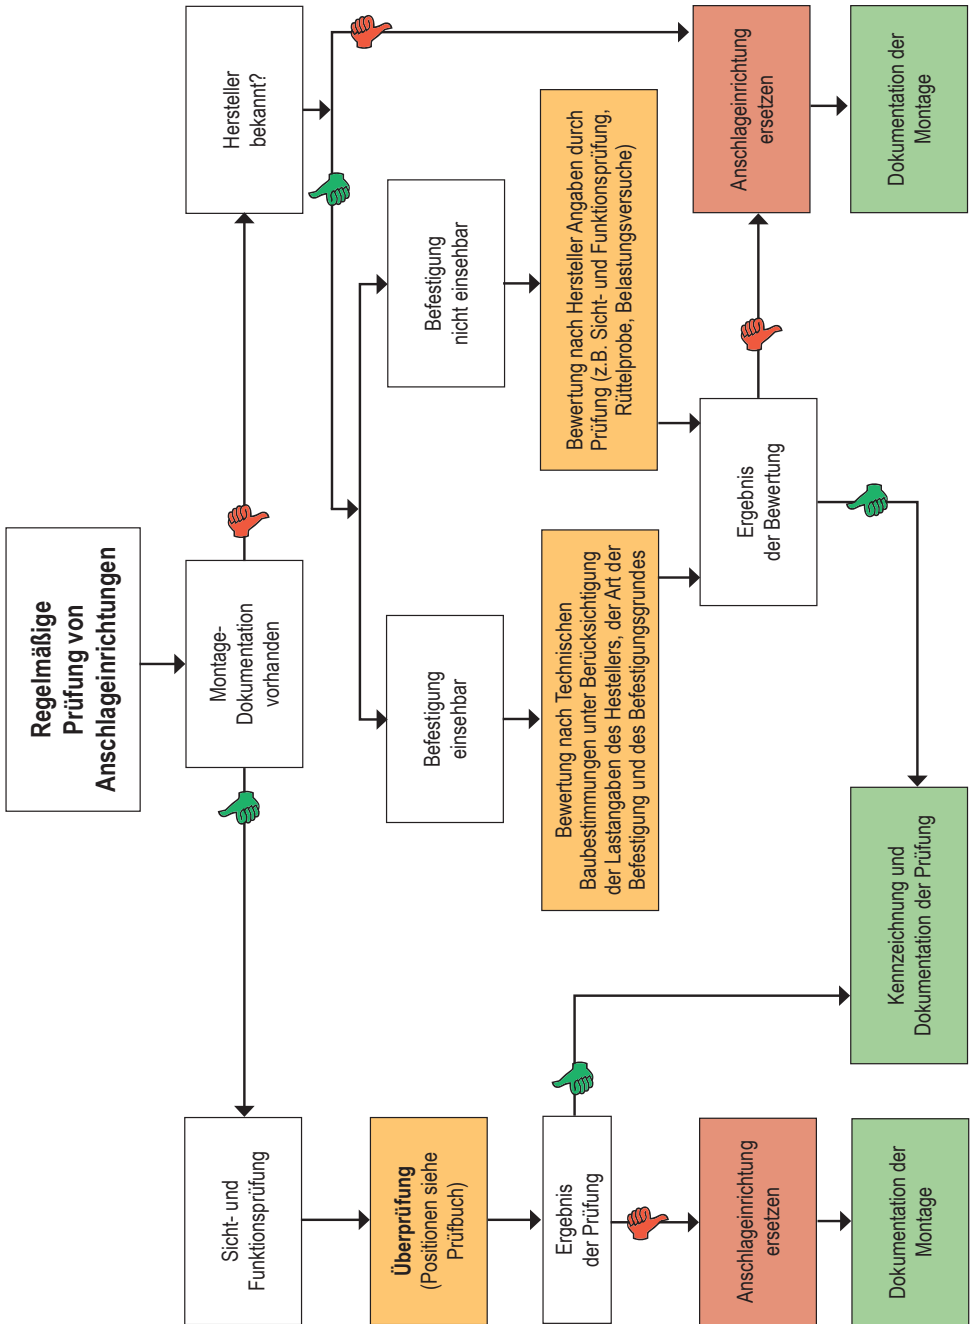 Regelmäßige
Prüfung von
Anschlageinrichtungen
Montage-
Dokumentation
vorhanden
Sicht- und
Funktionsprüfung
Überprüfung
(Positionen siehe
Prüfbuch)
Ergebnis
der Prüfung
Anschlageinrichtung
ersetzen
Dokumentation der
Montage
Hersteller
bekannt?
Befestigung
einsehbar
Befestigung
nicht einsehbar
Bewertung nach Technischen
Baubestimmungen unter Berücksichtigung
der Lastangaben des Hestellers, der Art der
Befestigung und des Befestigungsgrundes
Bewertung nach Hersteller Angaben durch
Prüfung (z.B. Sicht- und Funktionsprüfung,
Rüttelprobe, Belastungsversuche)
Ergebnis
der Bewertung
Kennzeichnung und
Dokumentation der Prüfung
Anschlageinrichtung
ersetzen
Dokumentation der
Montage